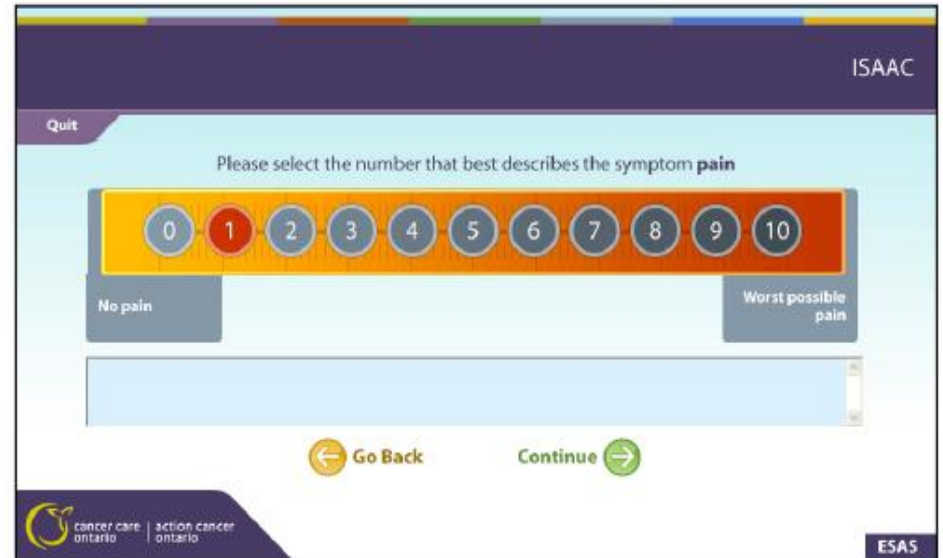 ISAAC
Quit
Please select the number that best describes the symptom pain
0 1 2 3 4 5 6 7 8 9 10
No pain
Worst possible
pain
Go Back
Continue
cancer care | action cancer
ontario | ontario
ESAS